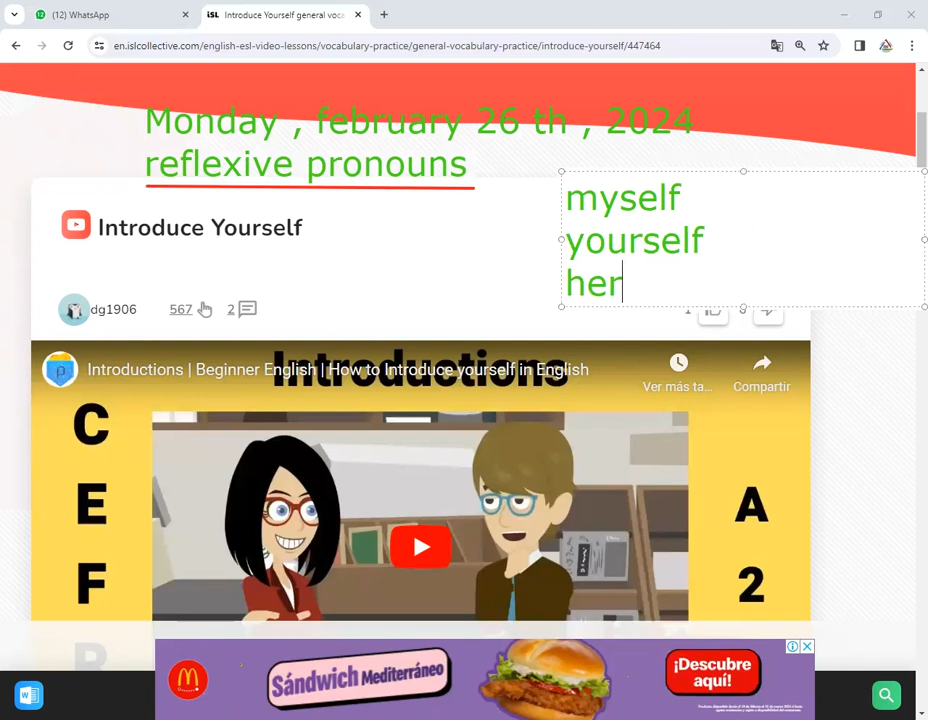 (12) WhatsApp
iSL Introduce Yourself general voca
en.islcollective.com/english-esl-video-lessons/vocabulary-practice/general-vocabulary-practice/introduce-yourself/447464
Monday , february 26 th , 2024
reflexive pronouns
myself
yourself
her
Introduce Yourself
dg1906
567
2
1
Introductions
Introductions | Beginner English | How to Introduce yourself in English
Ver más ta...
Compartir
C
E
F
R
A
2
Sándwich Mediterráneo
¡Descubre
aquí!